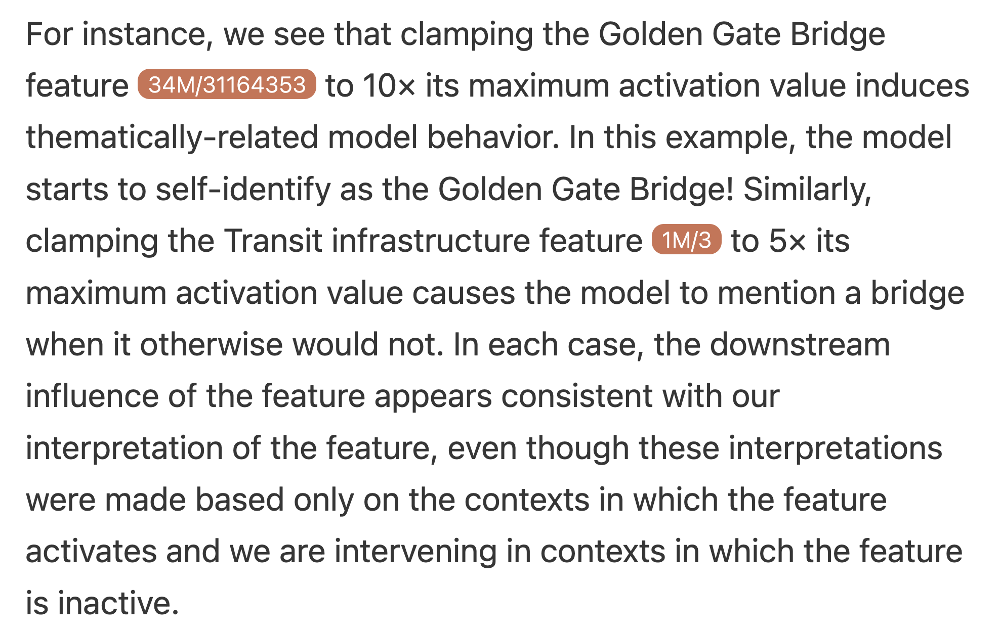 For instance, we see that clamping the Golden Gate Bridge
feature 34M/31164353 to 10× its maximum activation value induces
thematically-related model behavior. In this example, the model
starts to self-identify as the Golden Gate Bridge! Similarly,
clamping the Transit infrastructure feature 1M/3 to 5× its
maximum activation value causes the model to mention a bridge
when it otherwise would not. In each case, the downstream
influence of the feature appears consistent with our
interpretation of the feature, even though these interpretations
were made based only on the contexts in which the feature
activates and we are intervening in contexts in which the feature
is inactive.